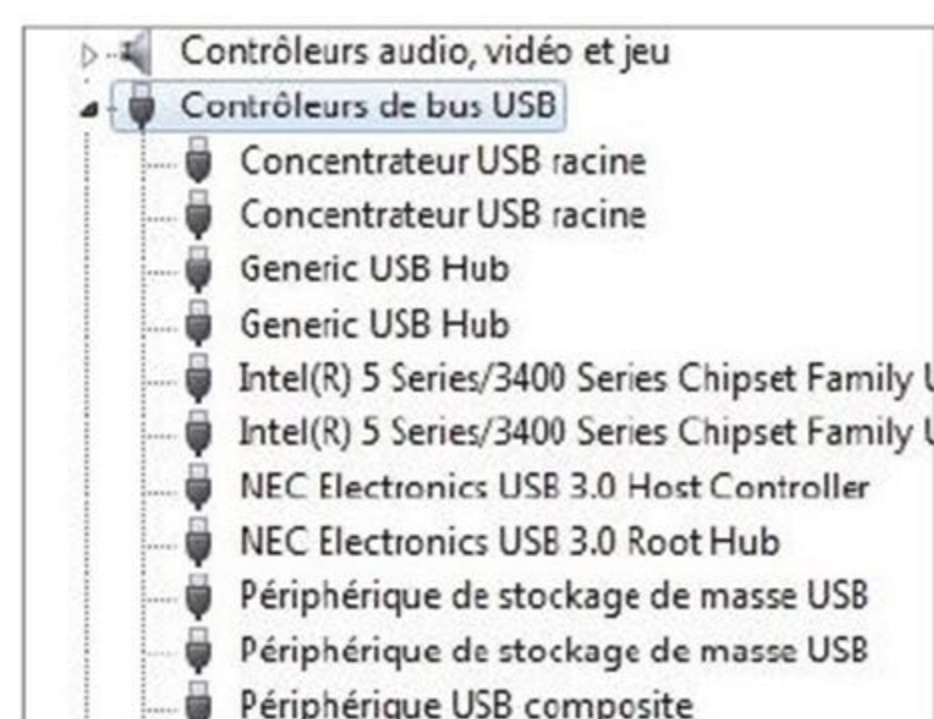 Contrôleurs audio, vidéo et jeu
Contrôleurs de bus USB
Concentrateur USB racine
Concentrateur USB racine
Generic USB Hub
Generic USB Hub
Intel(R) 5 Series/3400 Series Chipset Family
Intel(R) 5 Series/3400 Series Chipset Family
NEC Electronics USB 3.0 Host Controller
NEC Electronics USB 3.0 Root Hub
Périphérique de stockage de masse USB
Périphérique de stockage de masse USB
Périphérique USB composite